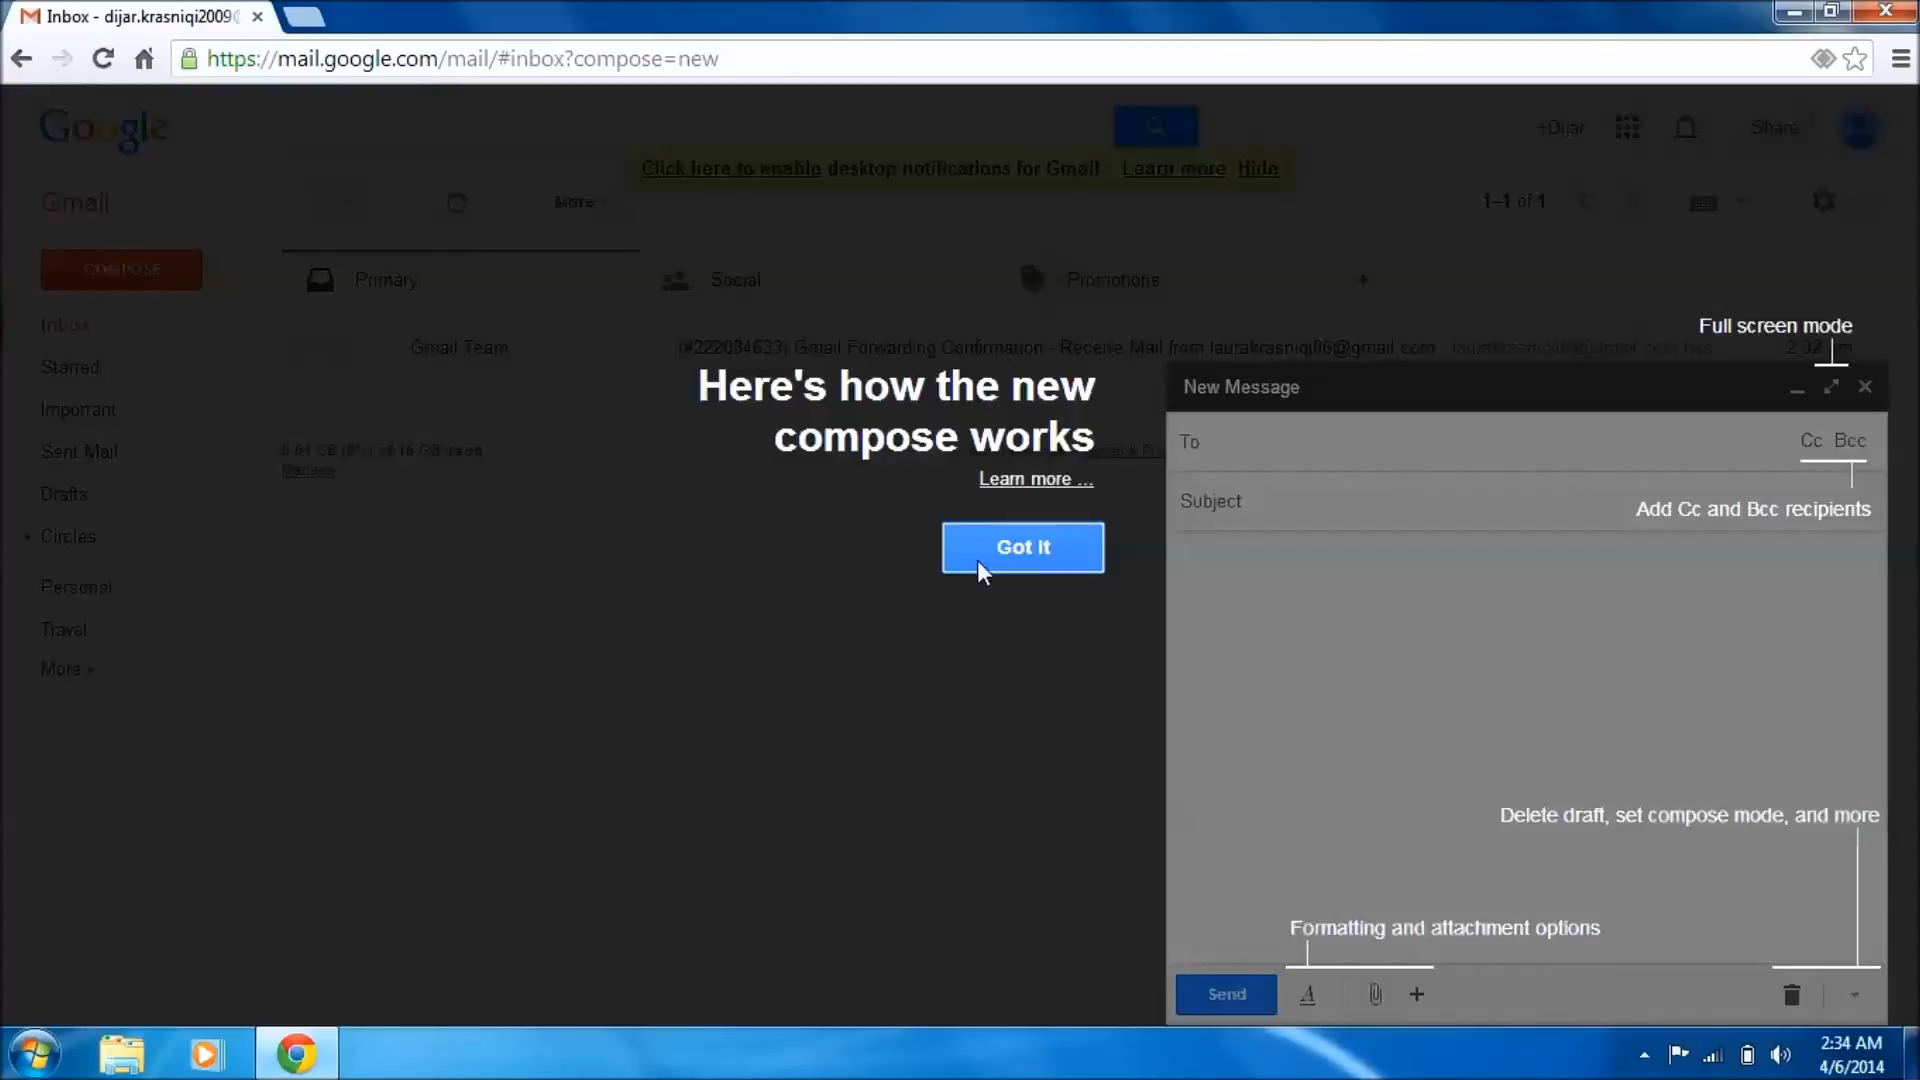 Inbox - dijar.krasniqi2009@
https://mail.google.com/mail/#inbox?compose=new
Google
+Dijar
Share
Click here to enable desktop notifications for Gmail Learn more Hide
Gmail
More
1–1 of 1
COMPOSE
Primary
Social
Promotions
+
Inbox
Starred
Important
Sent Mail
Drafts
Circles
Personal
Travel
More
Gmail Team
(#222034633) Gmail Forwarding Confirmation - Receive Mail from laurakrasniqi06@gmail.com
Manage
Here's how the new
compose works
Learn more ...
Got it
Full screen mode
New Message
To
Cc Bcc
Subject
Add Cc and Bcc recipients
Delete draft, set compose mode, and more
Formatting and attachment options
Send
A
2:34 AM
4/6/2014